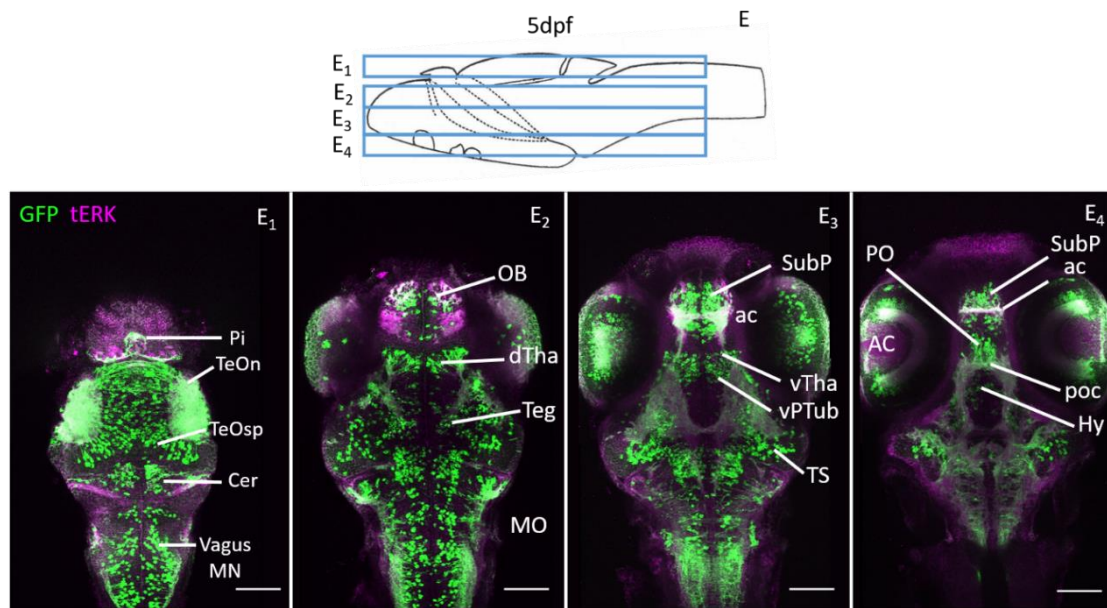 5dpf
E
E1
E2
E3
E4
GFP tERK
E1
Pi
TeOn
TeOsp
Cer
Vagus
MN
E2
OB
dTha
Teg
MO
E3
SubP
ac
vTha
vPTub
TS
E4
PO
SubP
ac
AC
poc
Hy